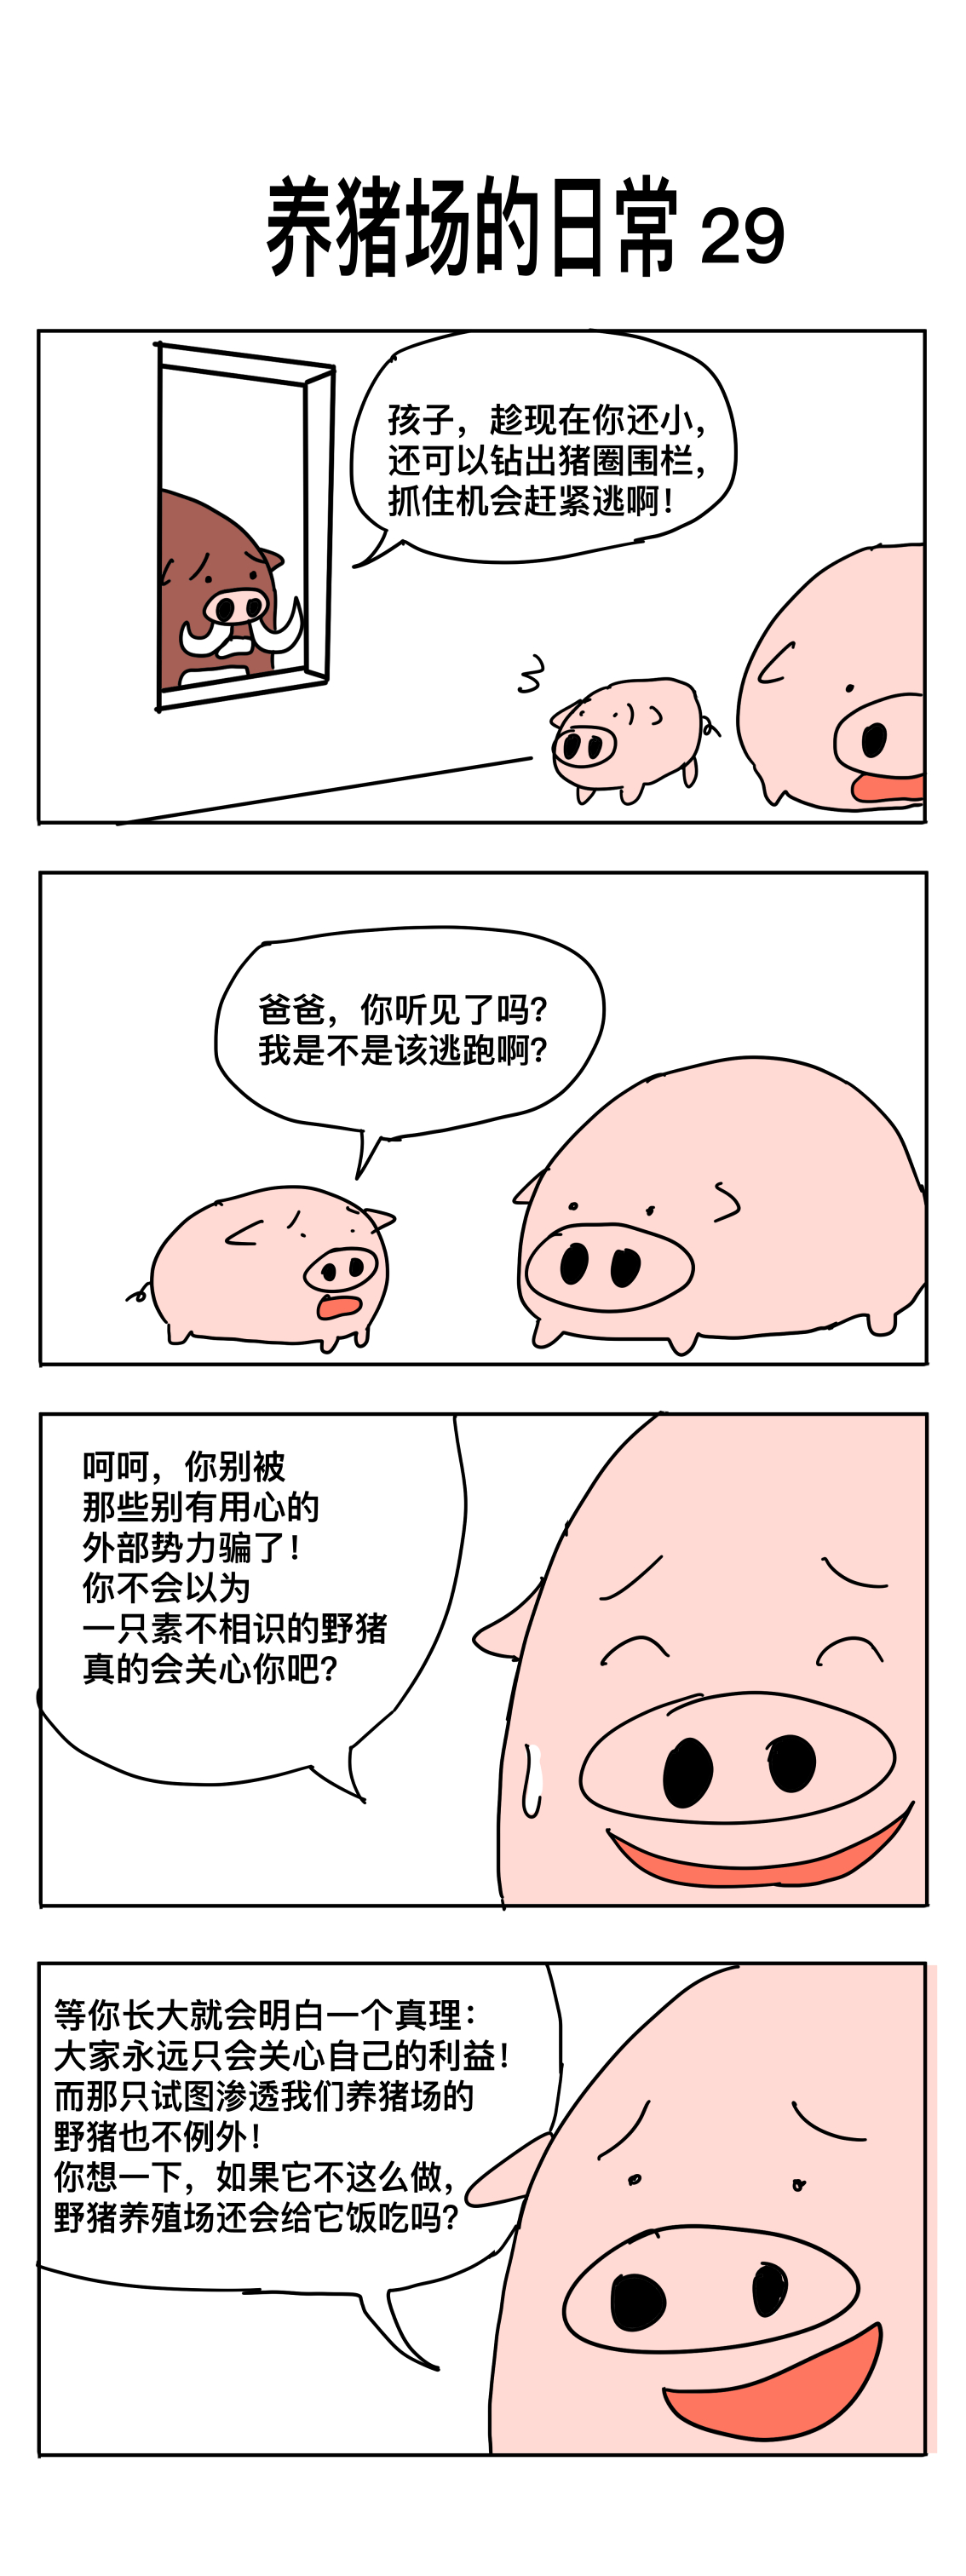 养猪场的日常 29
孩子，趁现在你还小，
还可以钻出猪圈围栏，
抓住机会赶紧逃啊！
爸爸，你听见了吗？
我是不是该逃跑啊？
呵呵，你别被
那些别有用心的
外部势力骗了！
你不会以为
一只素不相识的野猪
真的会关心你吧？
等你长大就会明白一个真理：
大家永远只会关心自己的利益！
而那只试图渗透我们养猪场的
野猪也不例外！
你想一下，如果它不这么做，
野猪养殖场还会给它饭吃吗？